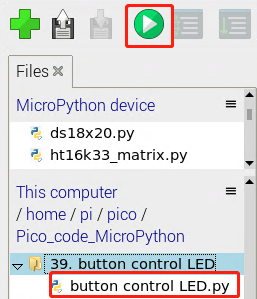 Files
MicroPython device
ds18x20.py
ht16k33_matrix.py
This computer
/ home / pi / pico /
Pico_code_MicroPython
39. button control LED
button control LED.py